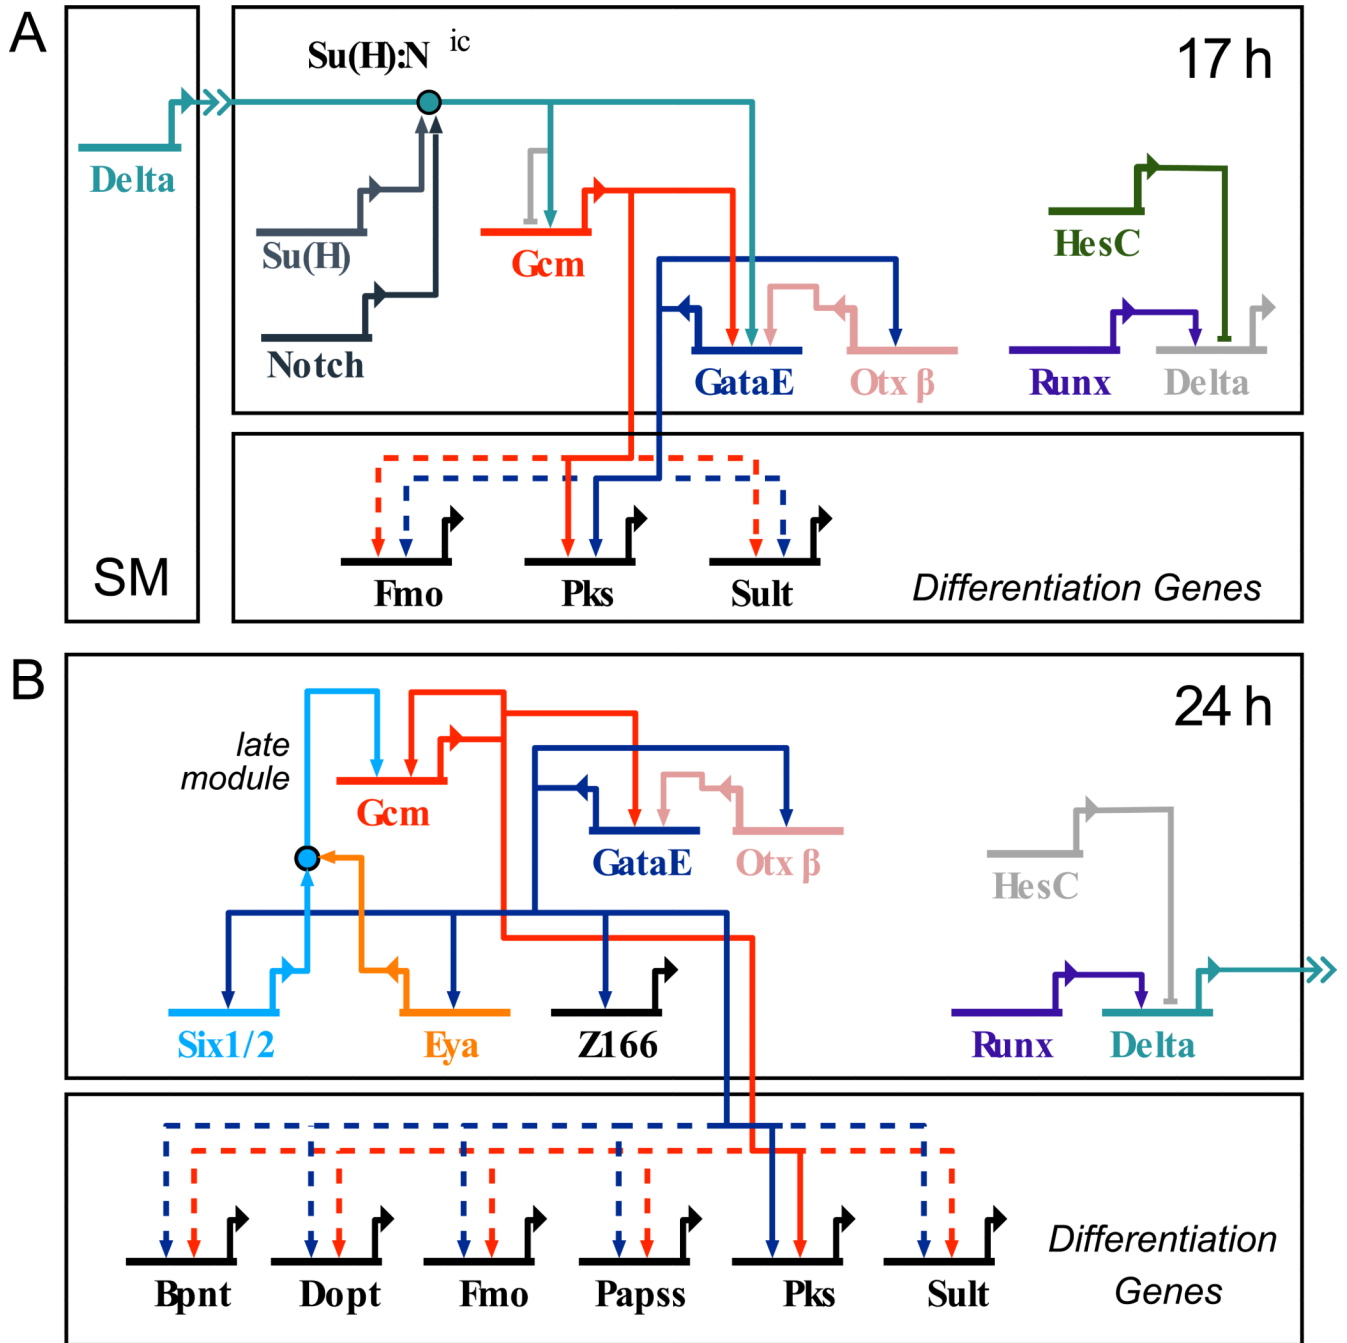 A
Su(H):N ic
17 h
Delta
Su(H)
Gcm
HesC
Notch
GataE
Otx β
Runx
Delta
SM
Fmo
Pks
Sult
Differentiation Genes
B
24 h
late
module
Gcm
GataE
Otx β
HesC
Six1/2
Eya
Z166
Runx
Delta
Bpnt
Dopt
Fmo
Papss
Pks
Sult
Differentiation
Genes